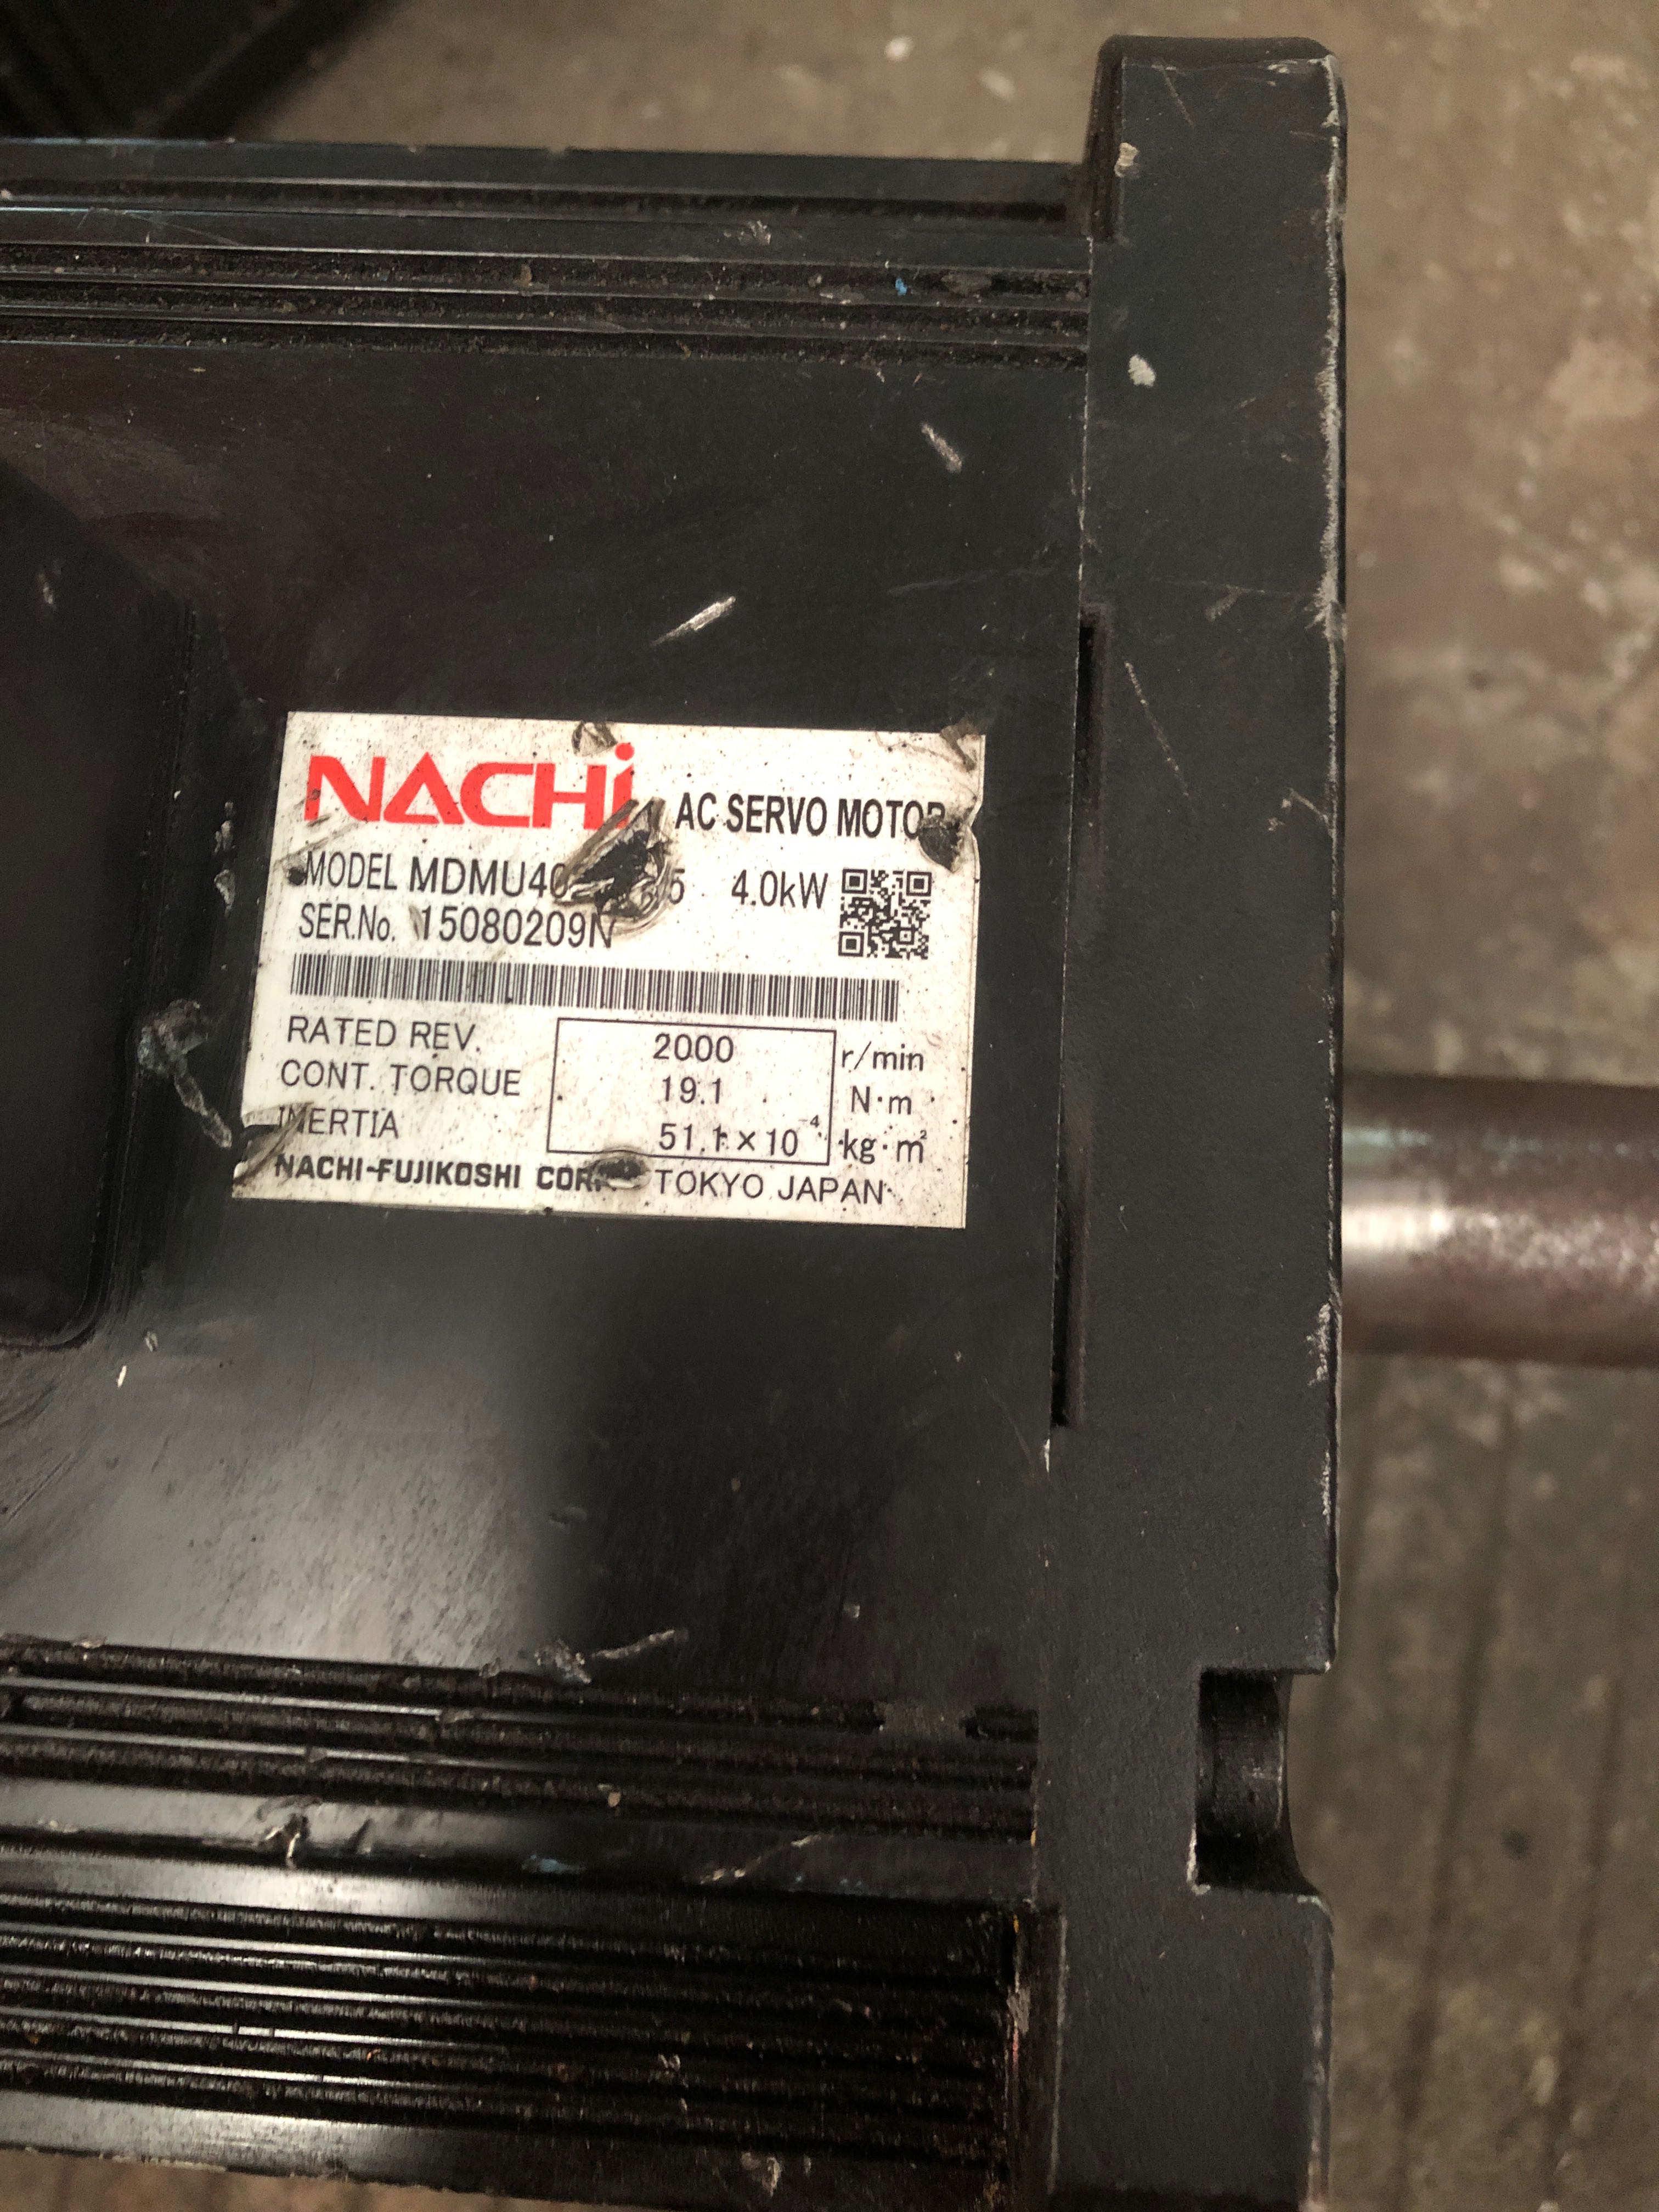 NACHi AC SERVO MOTOR
MODEL 4.0kW
SER.No. 15080209N
RATED REV. 2000 r/min
CONT. TORQUE 19.1 N·m
INERTIA 51.1×10⁻⁴ kg·m²
NACHI-FUJIKOSHI CORP. TOKYO JAPAN